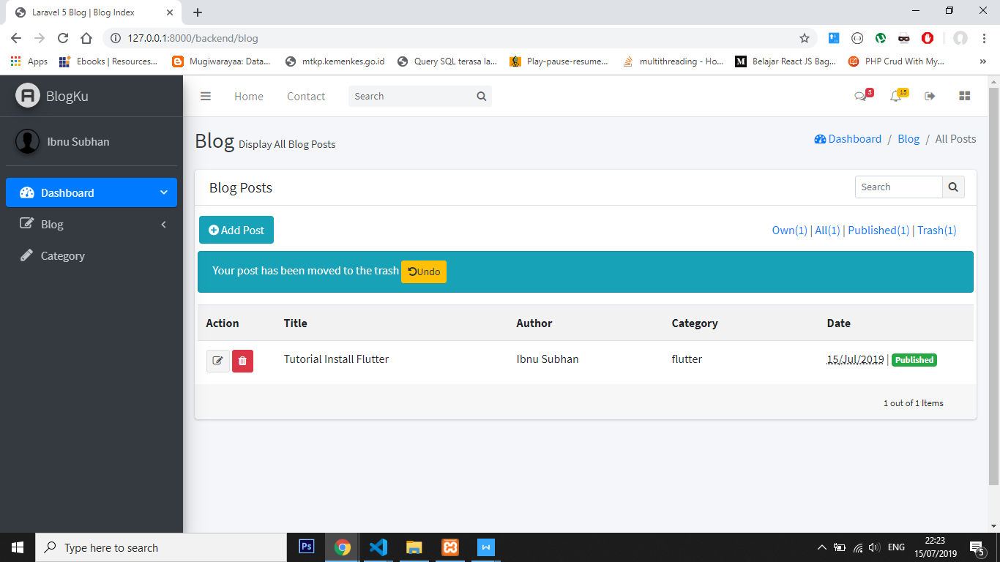 Laravel 5 Blog | Blog Index
127.0.0.1:8000/backend/blog
Apps
Ebooks | Resources...
Mugiwarayaa: Data...
mtkp.kemenkes.go.id
Query SQL terasa la...
Play-pause-resume...
multithreading - Ho...
Belajar React JS Bag...
PHP Crud With My...
BlogKu
Home
Contact
Search
3
15
Ibnu Subhan
Dashboard
Blog
Category
Blog Display All Blog Posts
Dashboard / Blog / All Posts
Blog Posts
Search
Add Post
Own(1) | All(1) | Published(1) | Trash(1)
Your post has been moved to the trash Undo
Action Title Author Category Date
Tutorial Install Flutter Ibnu Subhan flutter 15/Jul/2019 | Published
1 out of 1 Items
Type here to search
Ps
ENG
22:23
15/07/2019
5